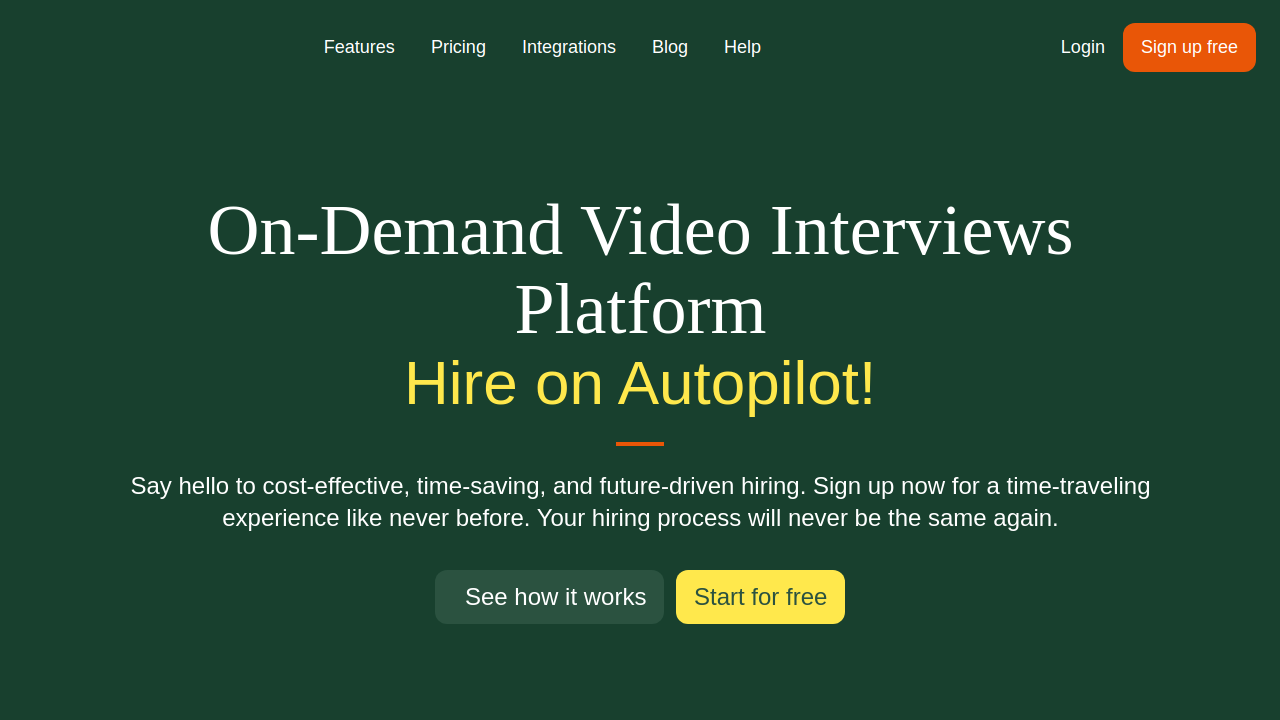 Features
Pricing
Integrations
Blog
Help
Login
Sign up free
On-Demand Video Interviews
Platform
Hire on Autopilot!
Say hello to cost-effective, time-saving, and future-driven hiring. Sign up now for a time-traveling
experience like never before. Your hiring process will never be the same again.
See how it works
Start for free